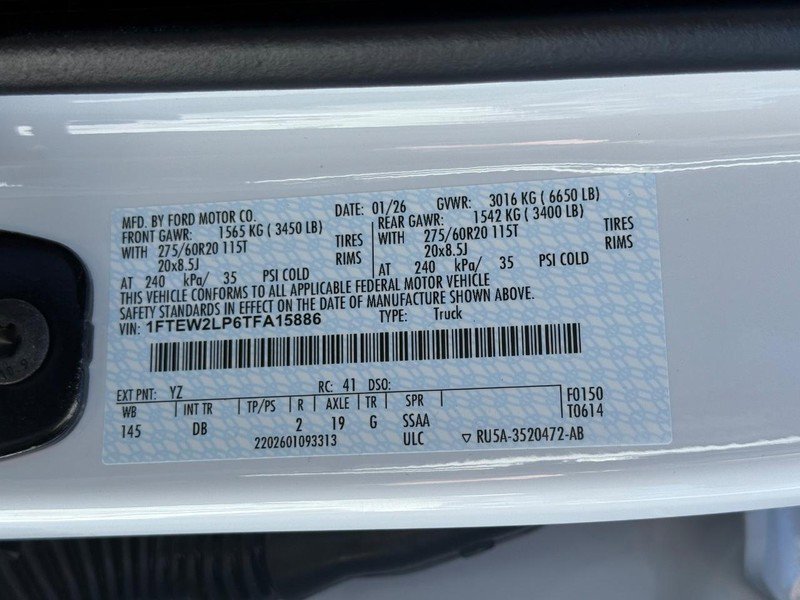 MFD. BY FORD MOTOR CO. DATE: 01/26 GVWR: 3016 KG ( 6650 LB)
FRONT GAWR: 1565 KG ( 3450 LB) REAR GAWR: 1542 KG ( 3400 LB)
WITH 275/60R20 115T TIRES WITH 275/60R20 115T TIRES
20x8.5J RIMS 20x8.5J RIMS
AT 240 kPa/ 35 PSI COLD AT 240 kPa/ 35 PSI COLD
THIS VEHICLE CONFORMS TO ALL APPLICABLE FEDERAL MOTOR VEHICLE
SAFETY STANDARDS IN EFFECT ON THE DATE OF MANUFACTURE SHOWN ABOVE.
VIN: 1FTEW2LP6TFA15886 TYPE: Truck
EXT PNT: YZ RC: 41 DSO:
WB INT TR TP/PS R AXLE TR SPR F0150
145 DB 2 19 G SSAA T0614
2202601093313 ULC ▽ RU5A-3520472-AB